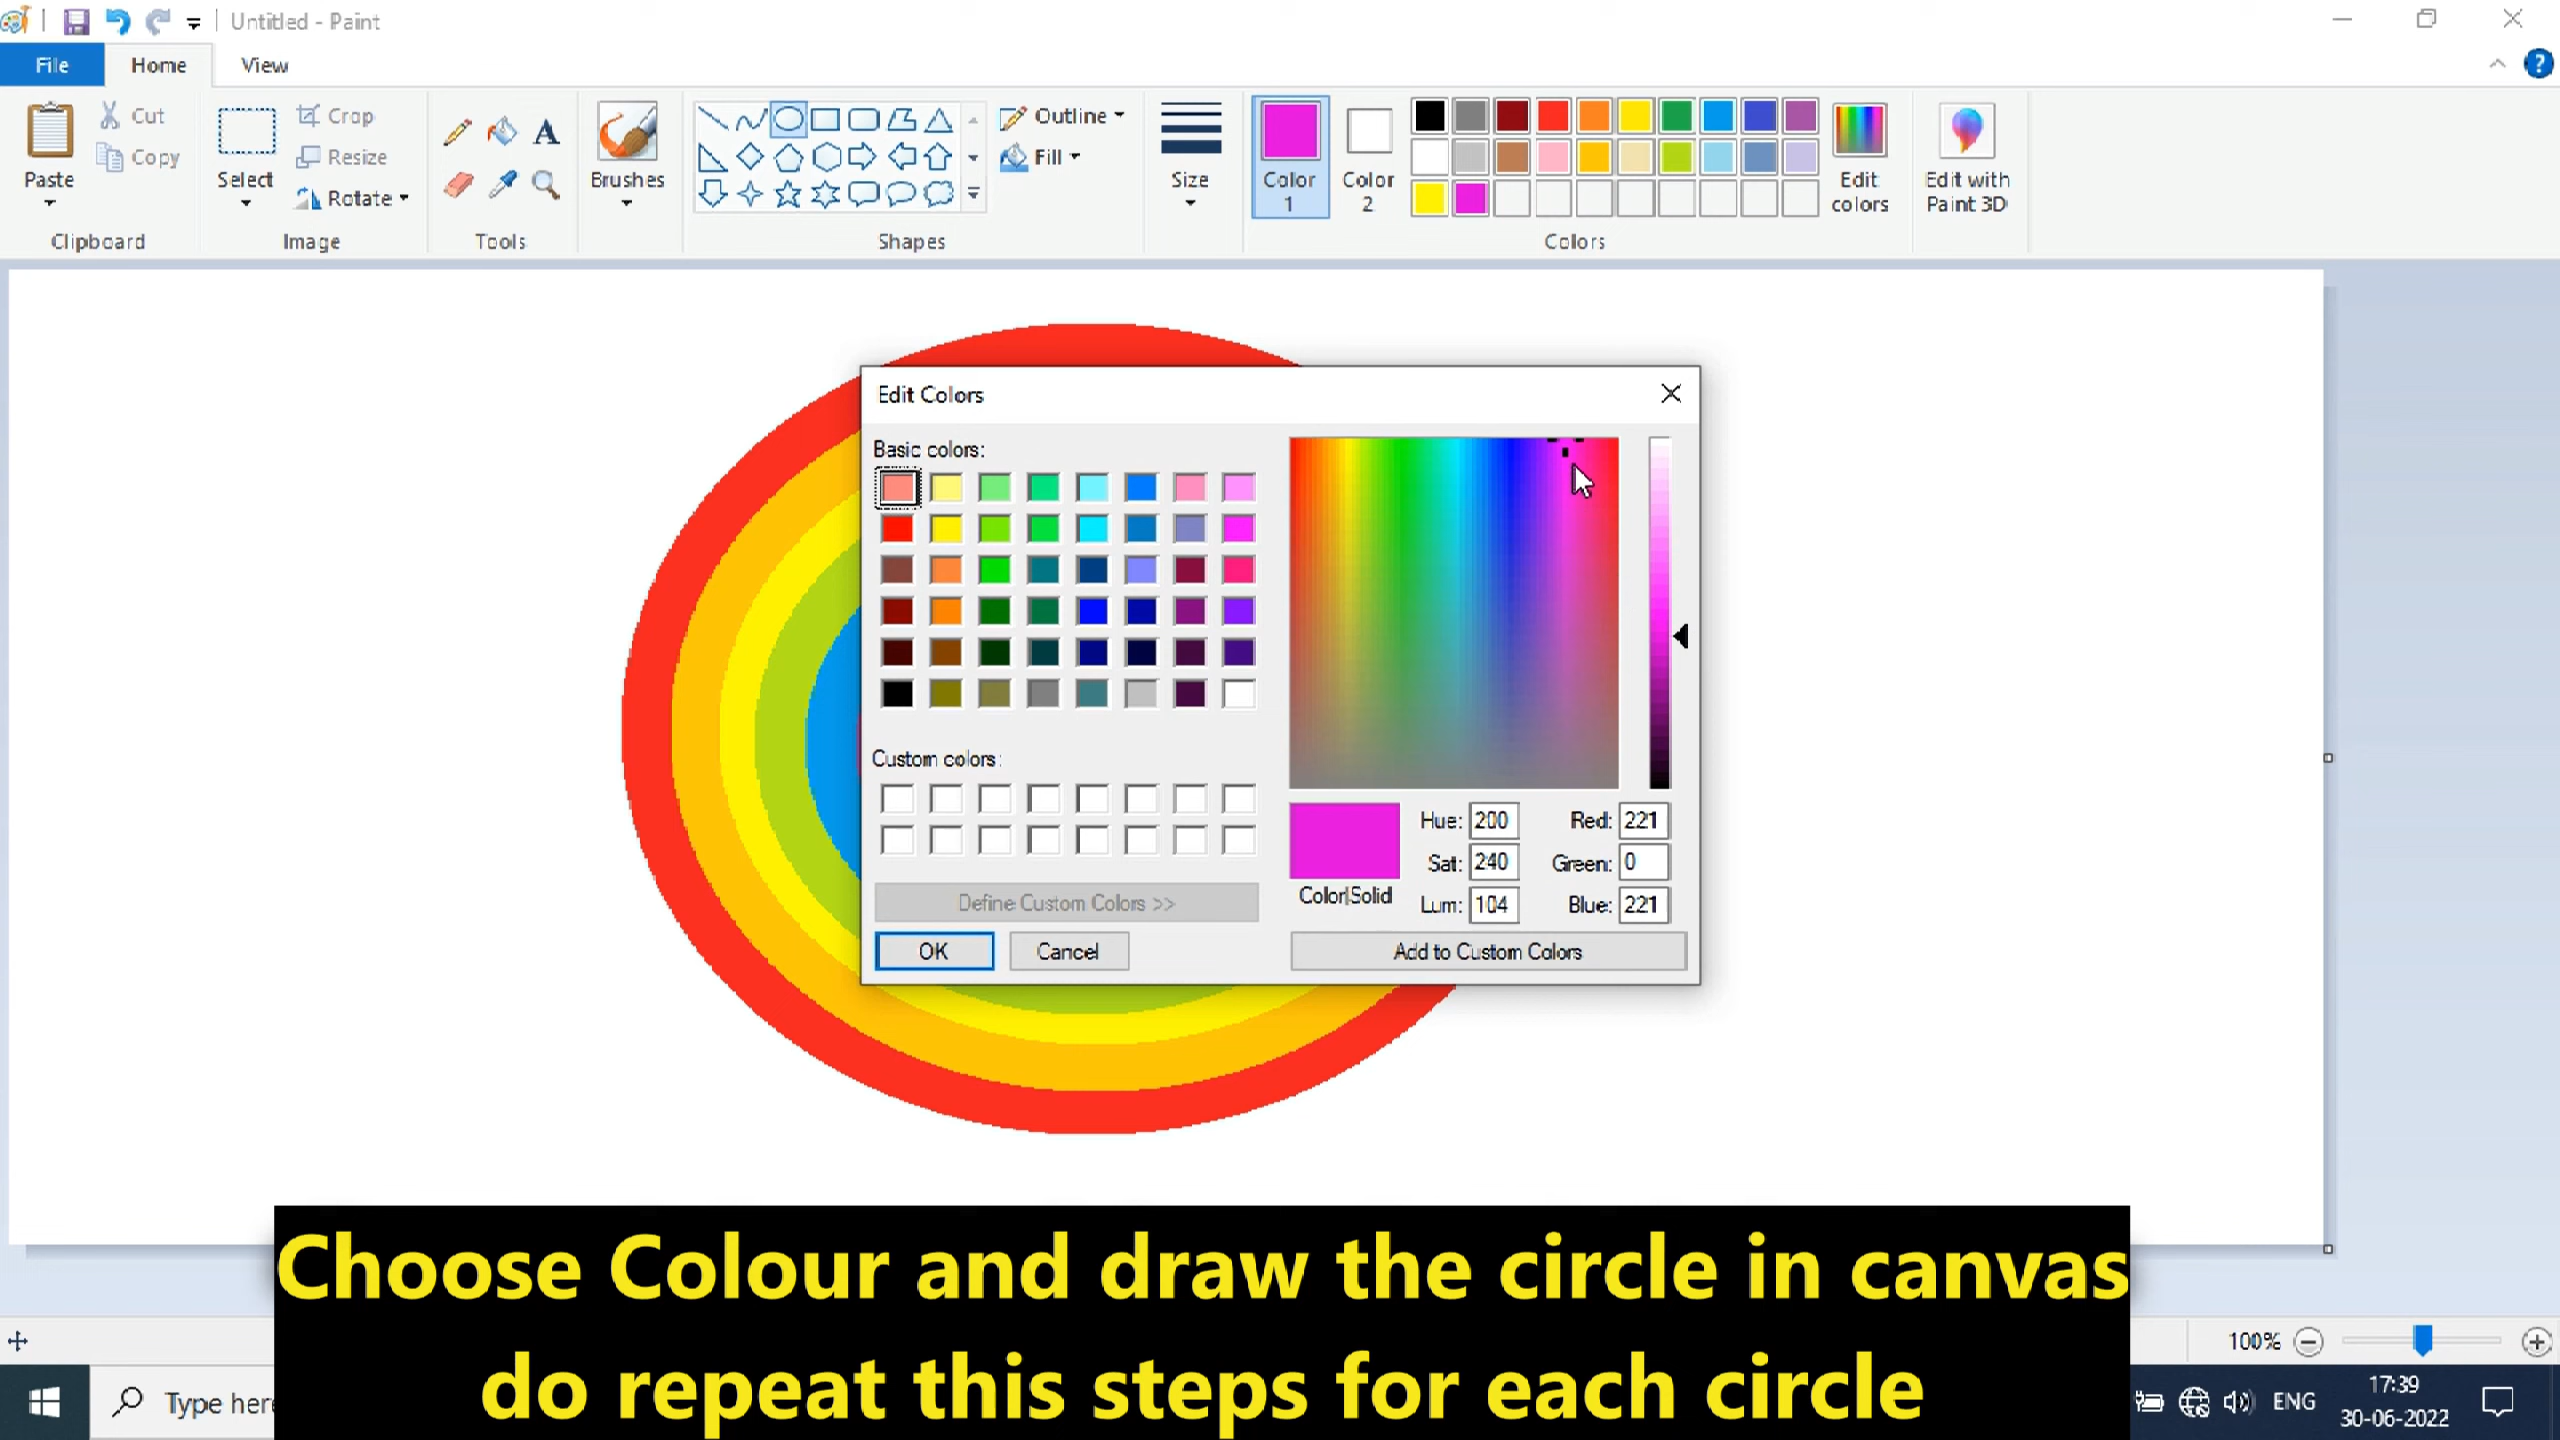 Untitled - Paint
File Home View
Paste Cut Copy Select Crop Resize Rotate A Brushes Outline Fill Size Color 1 Color 2 Edit colors Edit with Paint 3D ?
Clipboard Image Tools Shapes Colors
Edit Colors
Basic colors:
Custom colors:
Define Custom Colors >>
OK Cancel
Color|Solid
Hue: 200 Red: 221
Sat: 240 Green: 0
Lum: 104 Blue: 221
Add to Custom Colors
Choose Colour and draw the circle in canvas
do repeat this steps for each circle
100%
Type here
ENG
17:39
30-06-2022